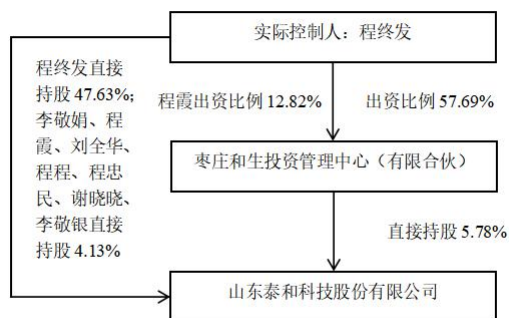 实际控制人：程终发
程终发直接
持股 47.63%;
李敬娟、程
霞、刘全华、
程程、程忠
民、谢晓晓、
李敬银直接
持股 4.13%
程霞出资比例 12.82%
出资比例 57.69%
枣庄和生投资管理中心（有限合伙）
直接持股 5.78%
山东泰和科技股份有限公司